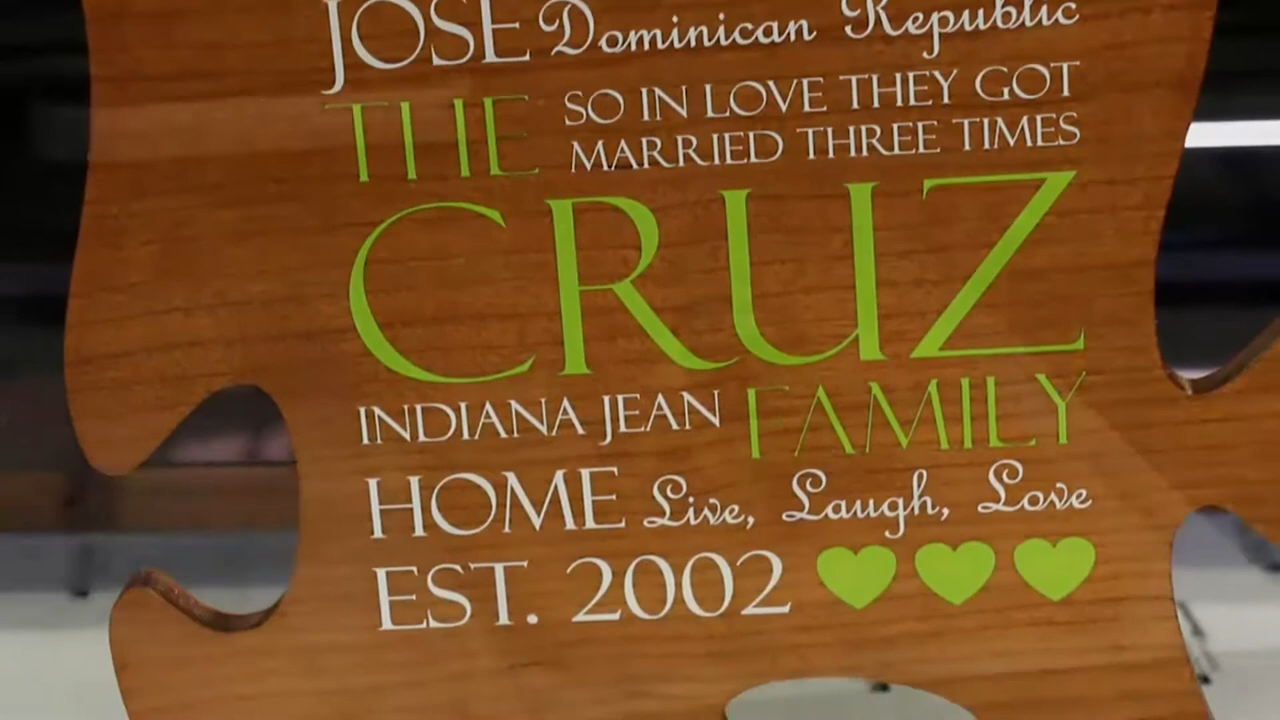 JOSE Dominican Republic
THE SO IN LOVE THEY GOT
MARRIED THREE TIMES
CRUZ
INDIANA JEAN FAMILY
HOME Live, Laugh, Love
EST. 2002